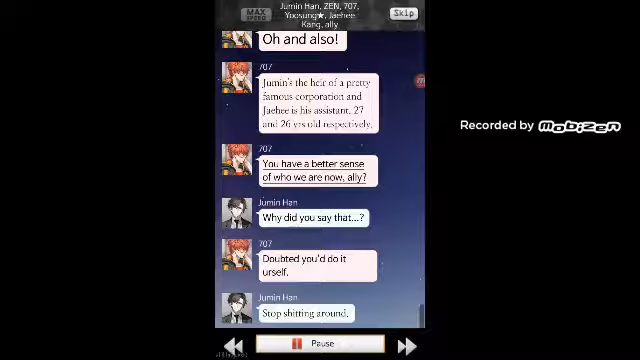 Jumin Han, ZEN, 707,
Yoosung★, Jaehee
Kang, ally
MAX
SPEED
Skip
Oh and also!
707
Jumin's the heir of a pretty
famous corporation and
Jaehee is his assistant. 27
and 26 yrs old respectively.
707
You have a better sense
of who we are now, ally?
Jumin Han
Why did you say that...?
707
Doubted you'd do it
urself.
Jumin Han
Stop shitting around.
Pause
Recorded by mobizen